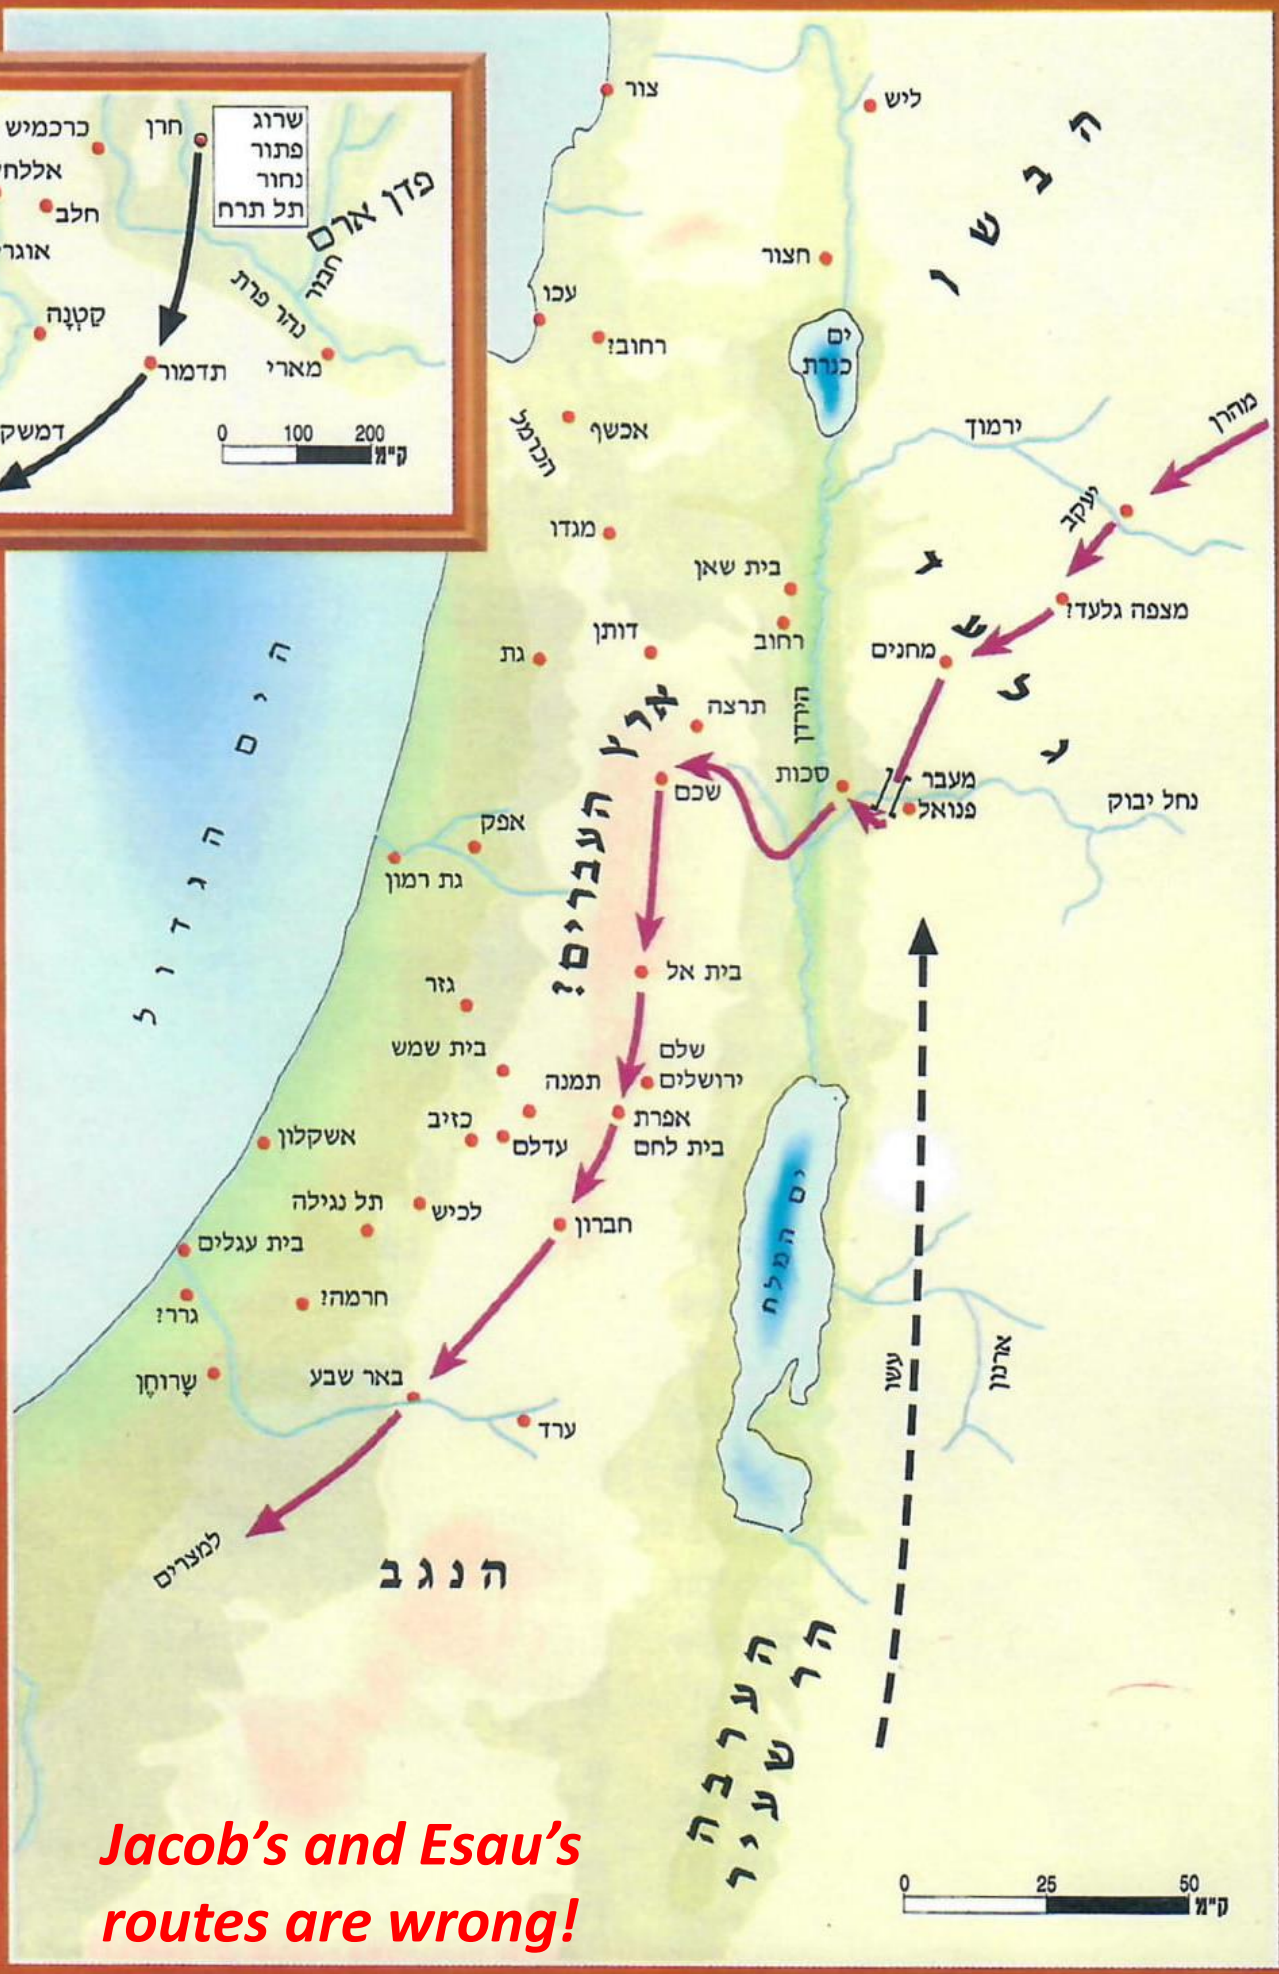 צור
ליש
הבשן
שרוג
פתור
נחור
תל תרח
חרן
כרכמיש
אללח
חלב
אוגר
פדן ארם
חבור
נהר פרת
קַטְנָה
תדמור
מארי
דמשק
0 100 200
ק"מ
חצור
עכו
רחוב?
ים
כנרת
אכשף
הכרמל
ירמוך
מהרן
יעקב
מגדו
בית שאן
רחוב
מצפה גלעד?
מחנים
דותן
גת
תרצה
הירדן
ארץ
העברים?
הים הגדול
סכות
שכם
מעבר
פנואל
נחל יבוק
אפק
גת רמון
בית אל
גזר
בית שמש
שלם
ירושלים
תמנה
אפרת
בית לחם
כזיב
עדלם
אשקלון
תל נגילה
לכיש
חברון
בית עגלים
גרר?
חרמה?
ים המלח
שָרוּחֶן
באר שבע
ערד
עשו
ארנון
למצרים
הנגב
הערבה
הר שעיר
Jacob's and Esau's
routes are wrong!
0 25 50
ק"מ